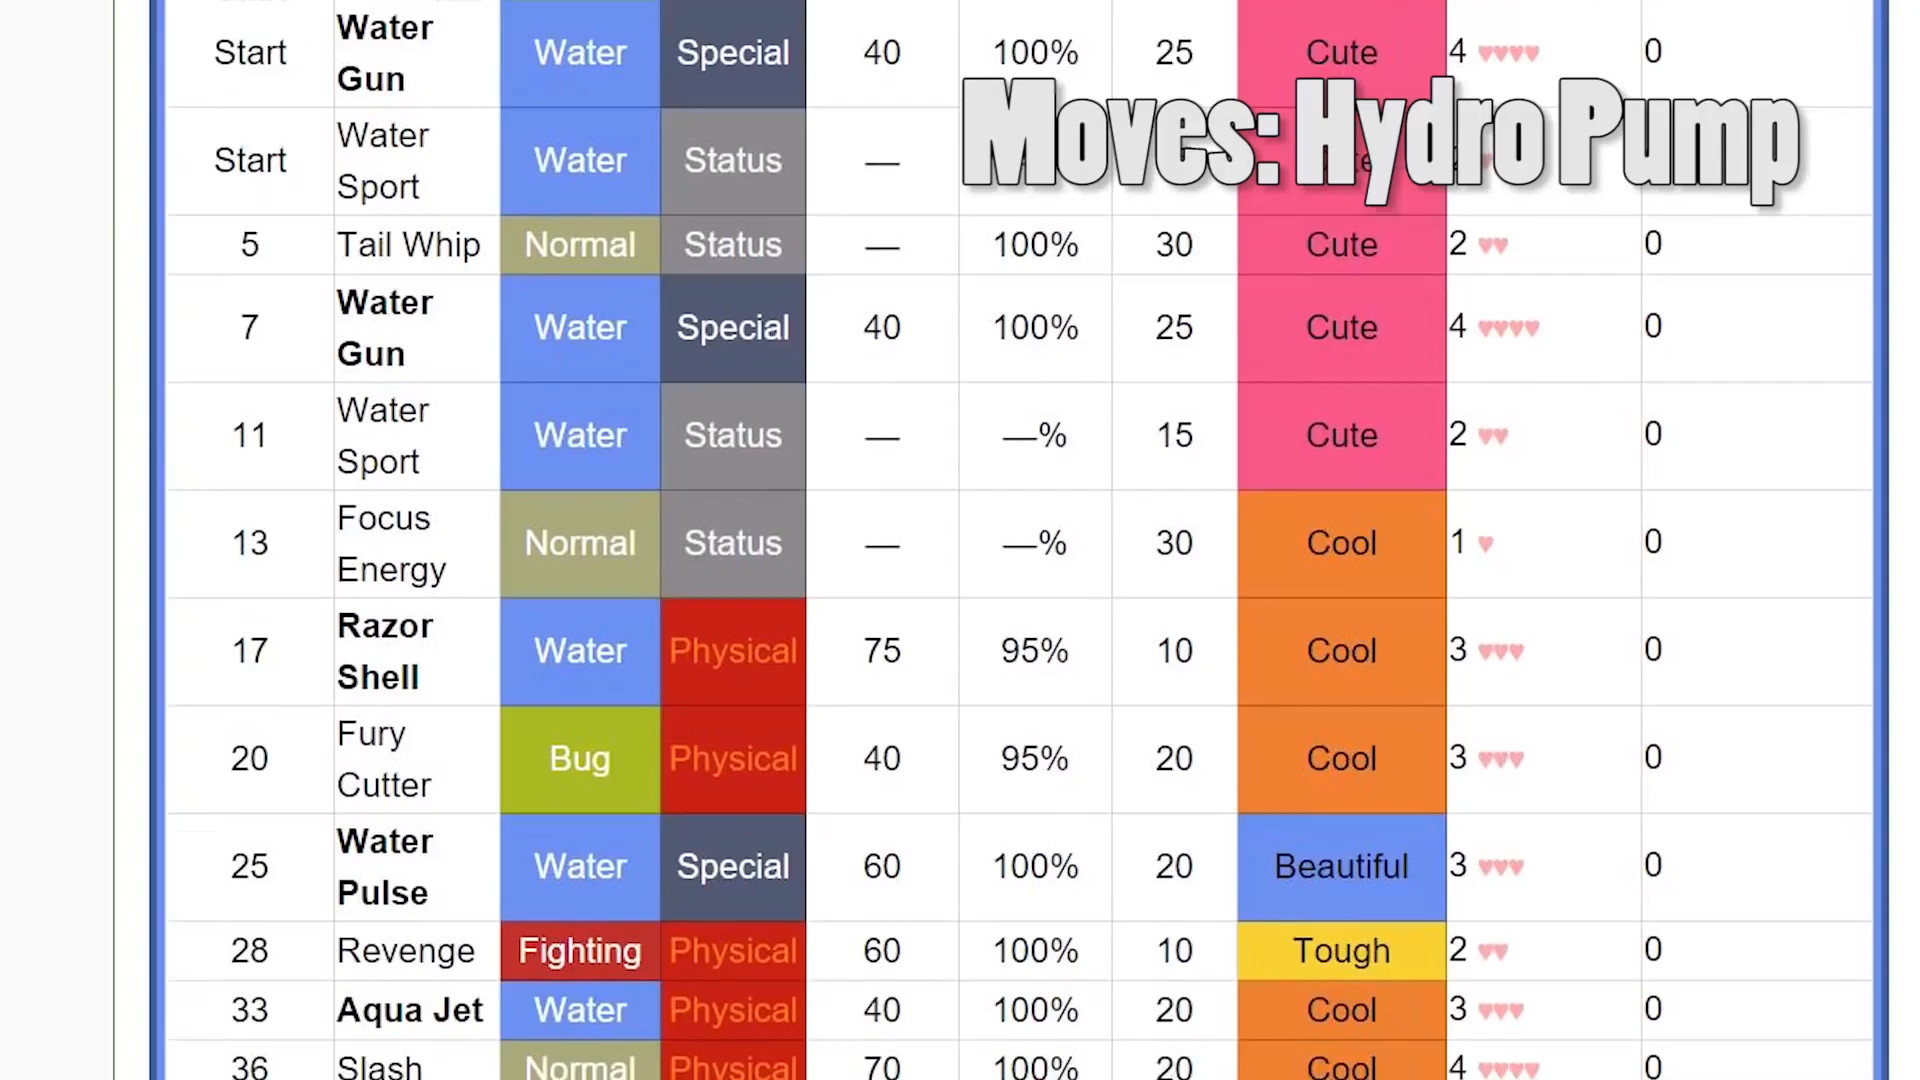 Start Water Gun Water Special 40 100% 25 Cute 4 ♥♥♥♥ 0
Moves: Hydro Pump
Start Water Sport Water Status —
5 Tail Whip Normal Status — 100% 30 Cute 2 ♥♥ 0
7 Water Gun Water Special 40 100% 25 Cute 4 ♥♥♥♥ 0
11 Water Sport Water Status — —% 15 Cute 2 ♥♥ 0
13 Focus Energy Normal Status — —% 30 Cool 1 ♥ 0
17 Razor Shell Water Physical 75 95% 10 Cool 3 ♥♥♥ 0
20 Fury Cutter Bug Physical 40 95% 20 Cool 3 ♥♥♥ 0
25 Water Pulse Water Special 60 100% 20 Beautiful 3 ♥♥♥ 0
28 Revenge Fighting Physical 60 100% 10 Tough 2 ♥♥ 0
33 Aqua Jet Water Physical 40 100% 20 Cool 3 ♥♥♥ 0
36 Slash Normal Physical 70 100% 20 Cool 4 ♥♥♥♥ 0